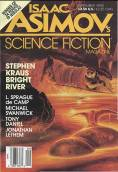 ISAAC
ASIMOV'S
SCIENCE FICTION
MAGAZINE
STEPHEN
KRAUS
BRIGHT
RIVER
L. SPRAGUE
de CAMP
MICHAEL
SWANWICK
TONY
DANIEL
JONATHAN
LETHEM